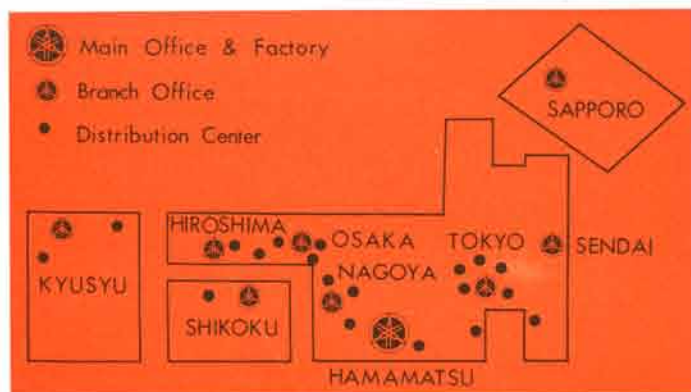 Main Office & Factory
Branch Office
Distribution Center
SAPPORO
HIROSHIMA
OSAKA
TOKYO
SENDAI
NAGOYA
KYUSYU
SHIKOKU
HAMAMATSU